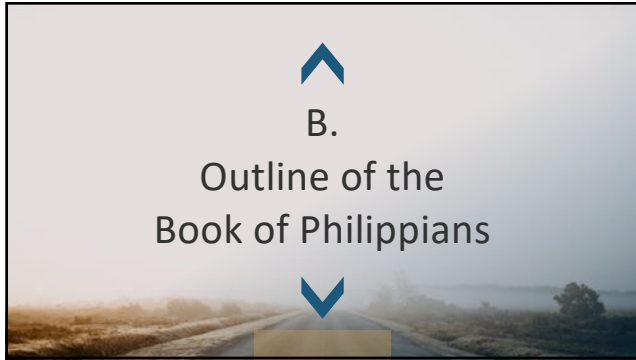 B.
Outline of the
Book of Philippians